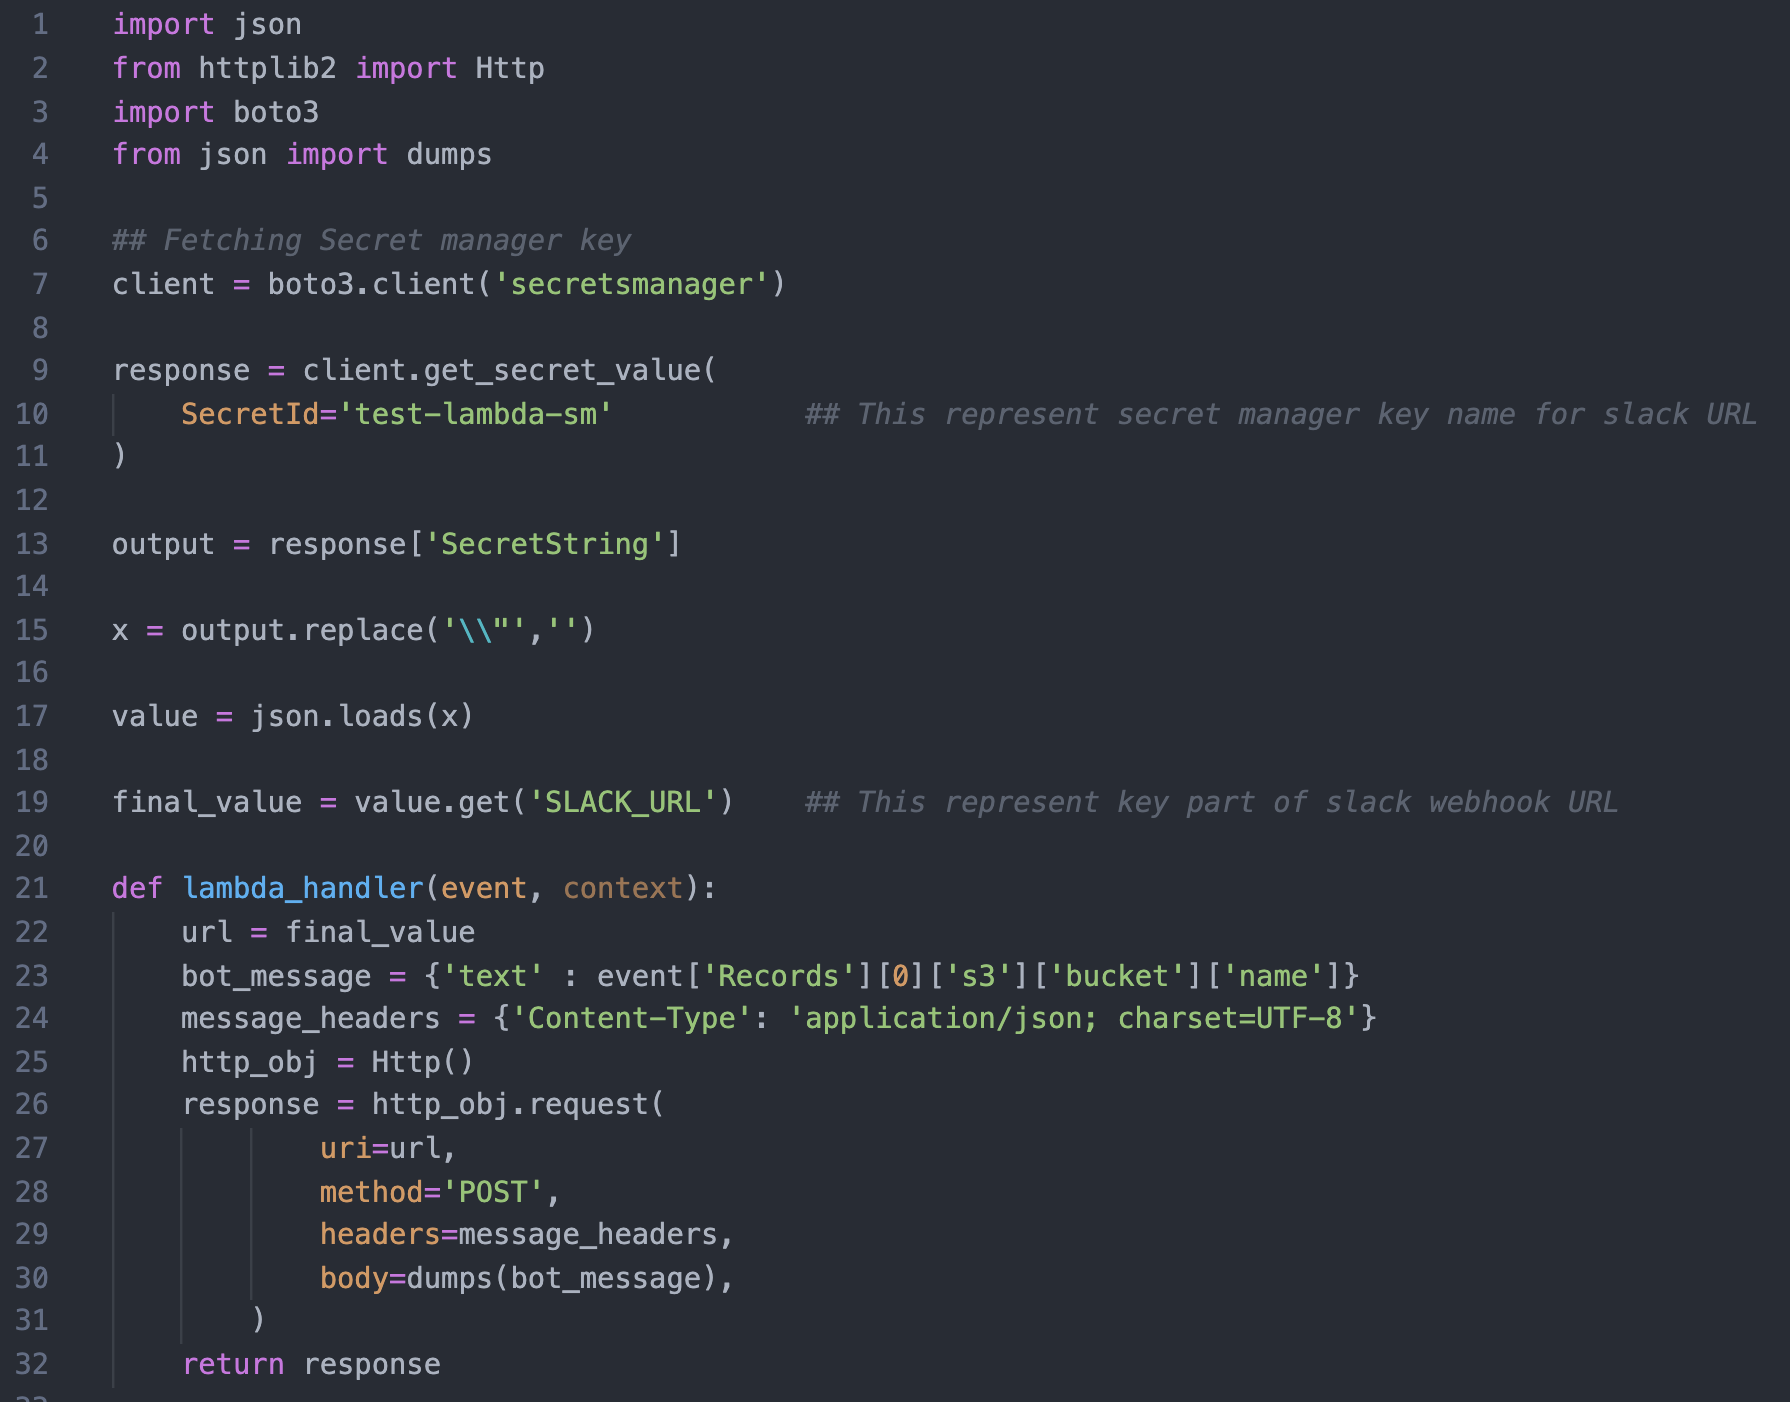 1 import json
2 from httplib2 import Http
3 import boto3
4 from json import dumps
5
6 ## Fetching Secret manager key
7 client = boto3.client('secretsmanager')
8
9 response = client.get_secret_value(
10     SecretId='test-lambda-sm'           ## This represent secret manager key name for slack URL
11 )
12
13 output = response['SecretString']
14
15 x = output.replace('\\"','')
16
17 value = json.loads(x)
18
19 final_value = value.get('SLACK_URL')    ## This represent key part of slack webhook URL
20
21 def lambda_handler(event, context):
22     url = final_value
23     bot_message = {'text' : event['Records'][0]['s3']['bucket']['name']}
24     message_headers = {'Content-Type': 'application/json; charset=UTF-8'}
25     http_obj = Http()
26     response = http_obj.request(
27             uri=url,
28             method='POST',
29             headers=message_headers,
30             body=dumps(bot_message),
31         )
32     return response